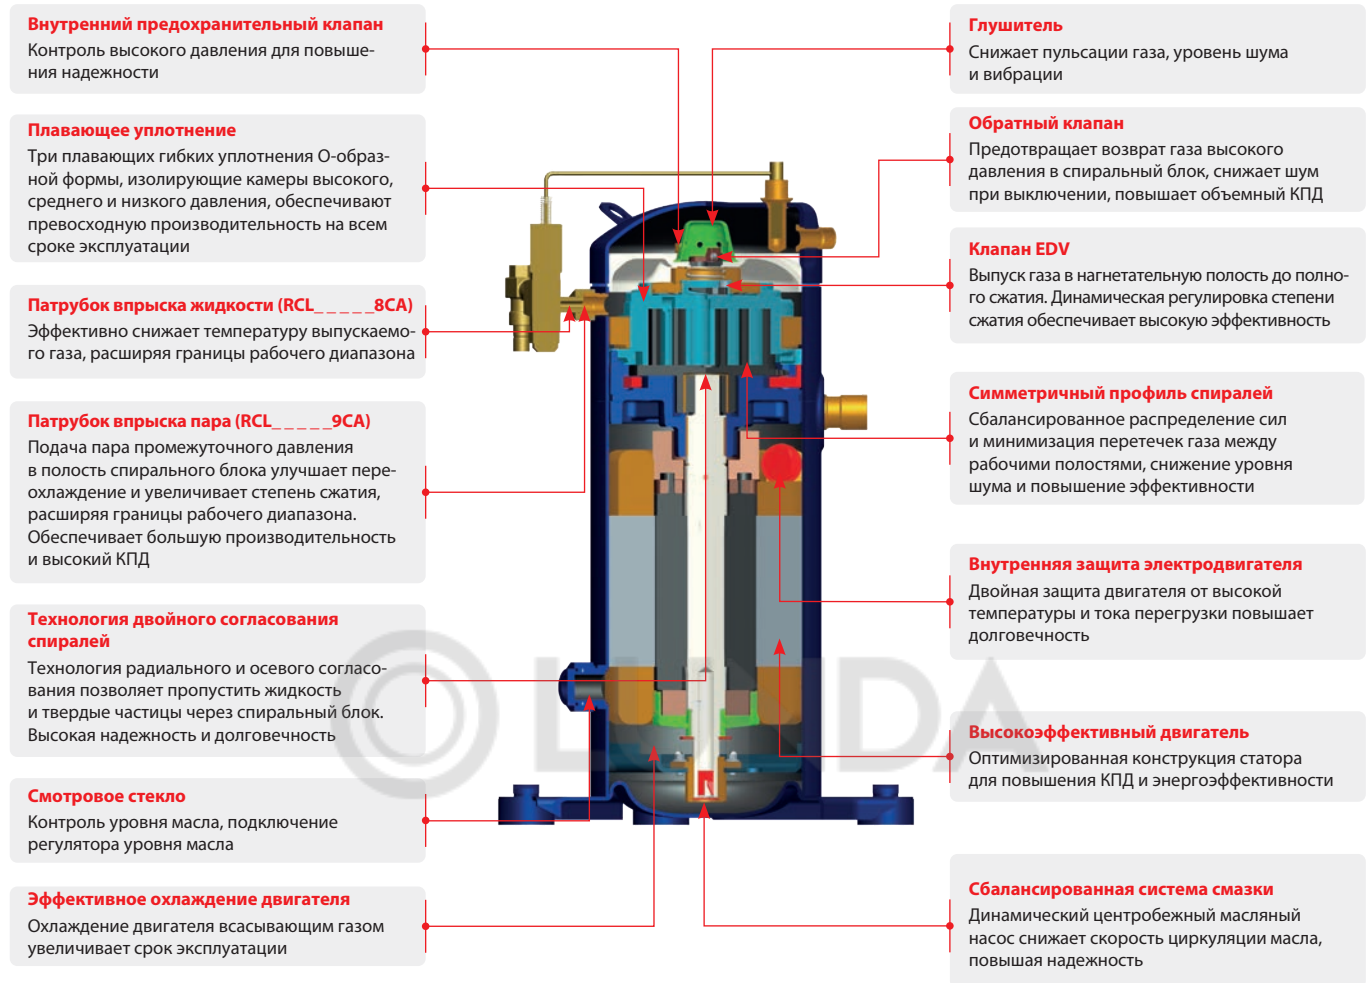 Внутренний предохранительный клапан
Контроль высокого давления для повыше-
ния надежности
Плавающее уплотнение
Три плавающих гибких уплотнения О-образ-
ной формы, изолирующие камеры высокого,
среднего и низкого давления, обеспечивают
превосходную производительность на всем
сроке эксплуатации
Патрубок впрыска жидкости (RCL_ _ _ _ _8CA)
Эффективно снижает температуру выпускаемо-
го газа, расширяя границы рабочего диапазона
Патрубок впрыска пара (RCL_ _ _ _ _9CA)
Подача пара промежуточного давления
в полость спирального блока улучшает пере-
охлаждение и увеличивает степень сжатия,
расширяя границы рабочего диапазона.
Обеспечивает большую производительность
и высокий КПД
Технология двойного согласования
спиралей
Технология радиального и осевого согласо-
вания позволяет пропустить жидкость
и твердые частицы через спиральный блок.
Высокая надежность и долговечность
Смотровое стекло
Контроль уровня масла, подключение
регулятора уровня масла
Эффективное охлаждение двигателя
Охлаждение двигателя всасывающим газом
увеличивает срок эксплуатации
Глушитель
Снижает пульсации газа, уровень шума
и вибрации
Обратный клапан
Предотвращает возврат газа высокого
давления в спиральный блок, снижает шум
при выключении, повышает объемный КПД
Клапан EDV
Выпуск газа в нагнетательную полость до полно-
го сжатия. Динамическая регулировка степени
сжатия обеспечивает высокую эффективность
Симметричный профиль спиралей
Сбалансированное распределение сил
и минимизация перетечек газа между
рабочими полостями, снижение уровня
шума и повышение эффективности
Внутренняя защита электродвигателя
Двойная защита двигателя от высокой
температуры и тока перегрузки повышает
долговечность
Высокоэффективный двигатель
Оптимизированная конструкция статора
для повышения КПД и энергоэффективности
Сбалансированная система смазки
Динамический центробежный масляный
насос снижает скорость циркуляции масла,
повышая надежность
LUNDA